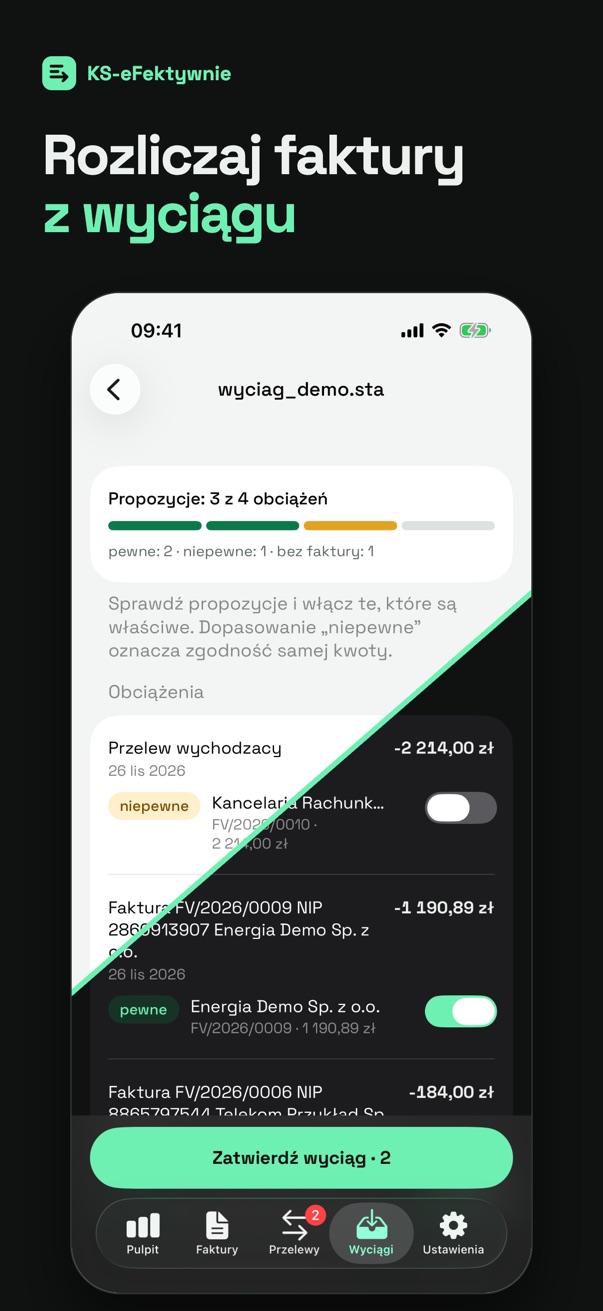 KS-eFektywnie
Rozliczaj faktury
z wyciągu
09:41
wyciag_demo.sta
Propozycje: 3 z 4 obciążeń
pewne: 2 · niepewne: 1 · bez faktury: 1
Sprawdź propozycje i włącz te, które są
właściwe. Dopasowanie „niepewne”
oznacza zgodność samej kwoty.
Obciążenia
Przelew wychodzacy -2 214,00 zł
26 lis 2026
niepewne Kancelaria Rachunk...
FV/2026/0010 ·
2 214,00 zł
Faktura FV/2026/0009 NIP -1 190,89 zł
2869913907 Energia Demo Sp. z
o.o.
26 lis 2026
pewne Energia Demo Sp. z o.o.
FV/2026/0009 · 1 190,89 zł
Faktura FV/2026/0006 NIP -184,00 zł
8865797544 Telekom Przykład Sp
Zatwierdź wyciąg · 2
2
Pulpit Faktury Przelewy Wyciągi Ustawienia